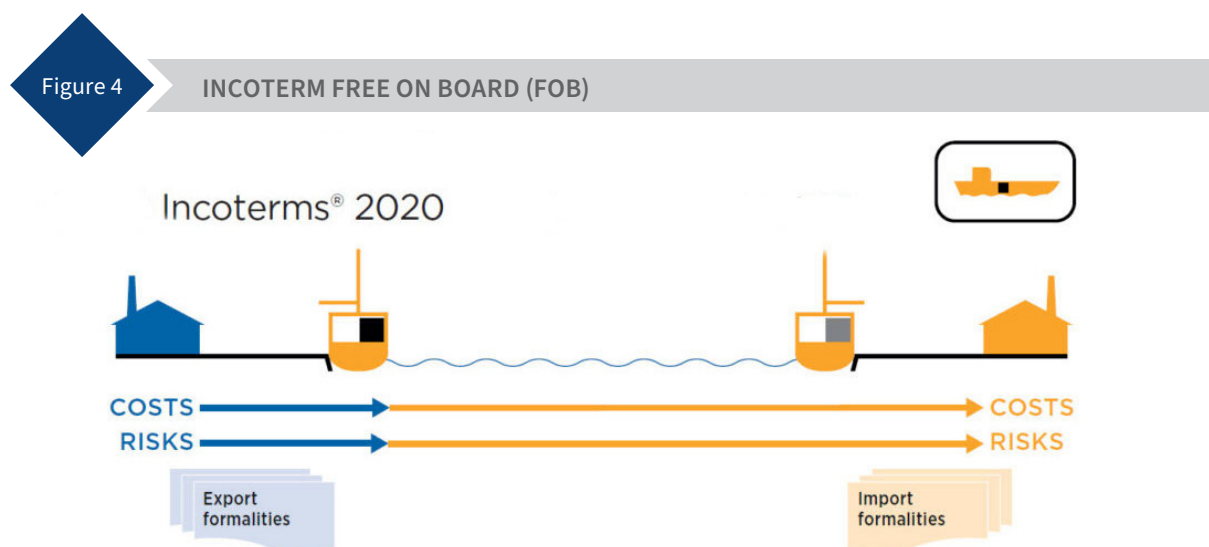 Figure 4
INCOTERM FREE ON BOARD (FOB)
Incoterms® 2020
COSTS
COSTS
RISKS
RISKS
Export
formalities
Import
formalities